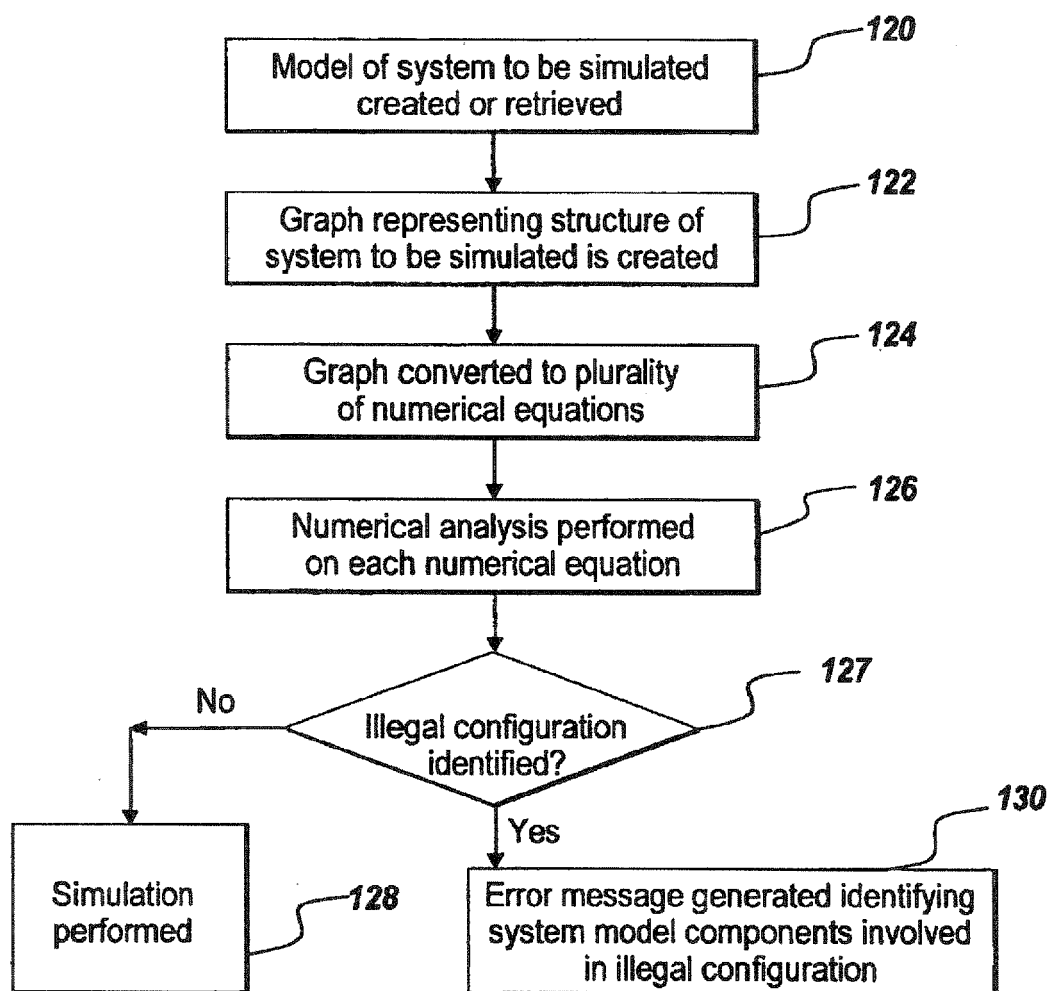 120
Model of system to be simulated
created or retrieved
122
Graph representing structure of
system to be simulated is created
124
Graph converted to plurality
of numerical equations
126
Numerical analysis performed
on each numerical equation
127
No
Illegal configuration
identified?
130
Yes
Simulation
performed
128
Error message generated identifying
system model components involved
in illegal configuration